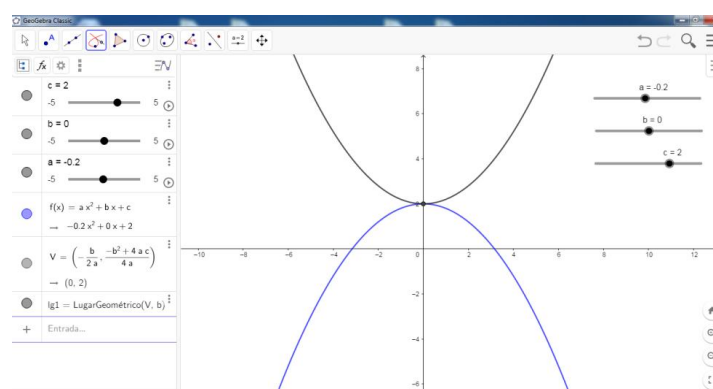 GeoGebra Classic
c = 2
-5
5
b = 0
-5
5
a = -0.2
-5
5
f(x) = a x² + b x + c
→ -0.2 x² + 0 x + 2
V = (-b/2 a, -b² + 4 a c/4 a)
→ (0, 2)
lg1 = LugarGeométrico(V, b)
+ Entrada...
a=2
a = -0.2
b = 0
c = 2
8
6
4
-10 -8 -6 -4 -2 0 2 4 6 8 10 12
-2
-4
-6